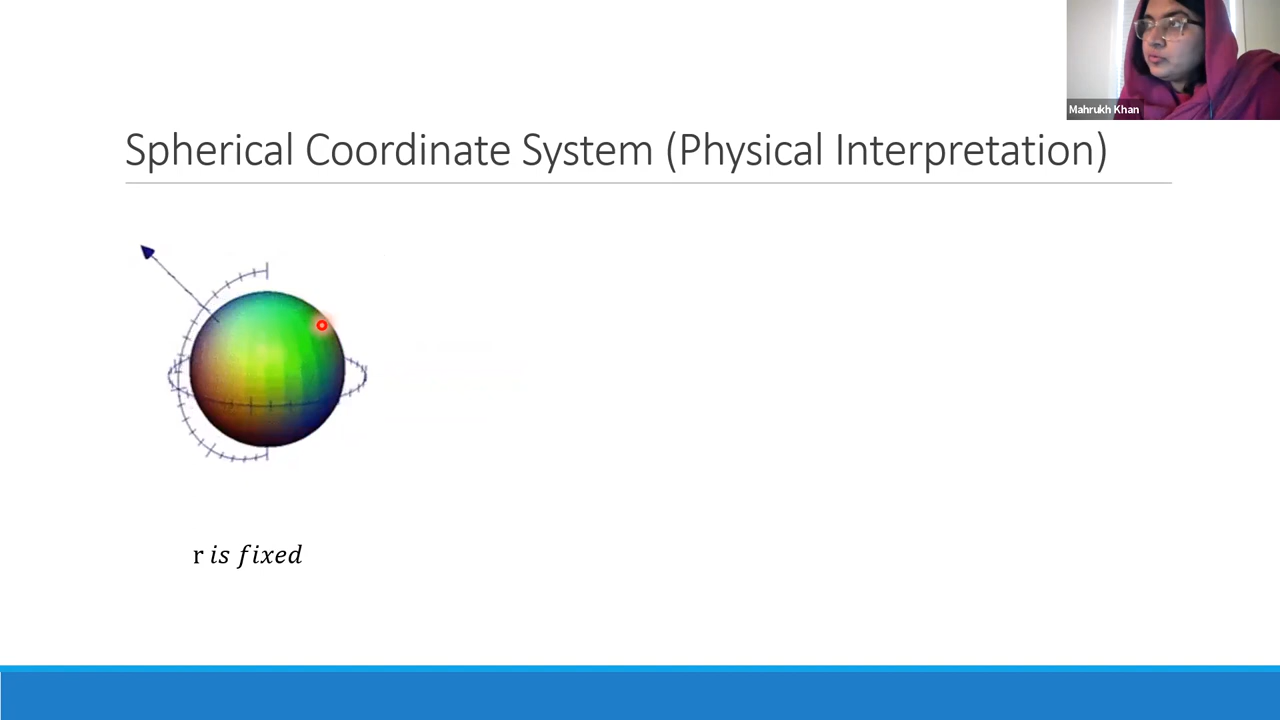 Mahrukh Khan
Spherical Coordinate System (Physical Interpretation)
r is fixed